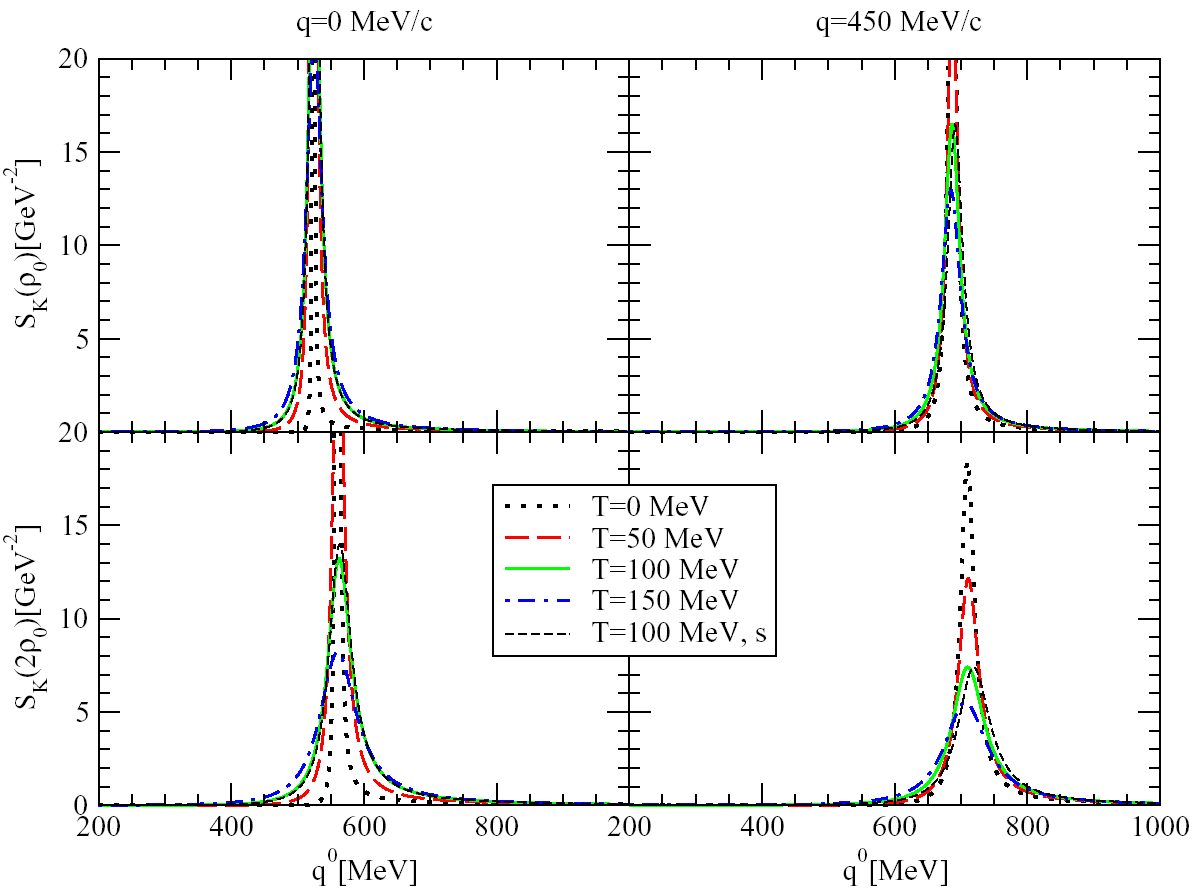 q=0 MeV/c q=450 MeV/c
20
15
10
5
0
S_K(ρ_0)[GeV^-2]
20
15
10
5
0
S_K(2ρ_0)[GeV^-2]
T=0 MeV
T=50 MeV
T=100 MeV
T=150 MeV
T=100 MeV, s
200 400 600 800 200 400 600 800 1000
q^0[MeV] q^0[MeV]